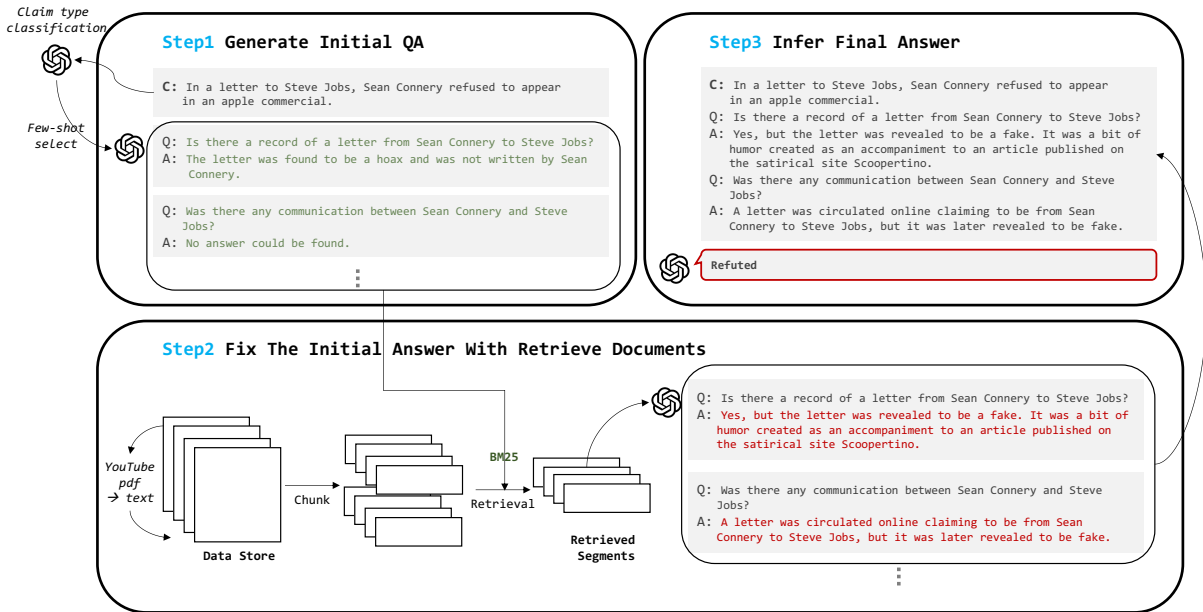 Claim type
classification
Few-shot
select
Step1 Generate Initial QA
C: In a letter to Steve Jobs, Sean Connery refused to appear
in an apple commercial.
Q: Is there a record of a letter from Sean Connery to Steve Jobs?
A: The letter was found to be a hoax and was not written by Sean
Connery.
Q: Was there any communication between Sean Connery and Steve
Jobs?
A: No answer could be found.
Step3 Infer Final Answer
C: In a letter to Steve Jobs, Sean Connery refused to appear
in an apple commercial.
Q: Is there a record of a letter from Sean Connery to Steve Jobs?
A: Yes, but the letter was revealed to be a fake. It was a bit of
humor created as an accompaniment to an article published on
the satirical site Scoopertino.
Q: Was there any communication between Sean Connery and Steve
Jobs?
A: A letter was circulated online claiming to be from Sean
Connery to Steve Jobs, but it was later revealed to be fake.
Refuted
Step2 Fix The Initial Answer With Retrieve Documents
YouTube
pdf
→ text
Data Store
Chunk
BM25
Retrieval
Retrieved
Segments
Q: Is there a record of a letter from Sean Connery to Steve Jobs?
A: Yes, but the letter was revealed to be a fake. It was a bit of
humor created as an accompaniment to an article published on
the satirical site Scoopertino.
Q: Was there any communication between Sean Connery and Steve
Jobs?
A: A letter was circulated online claiming to be from Sean
Connery to Steve Jobs, but it was later revealed to be fake.